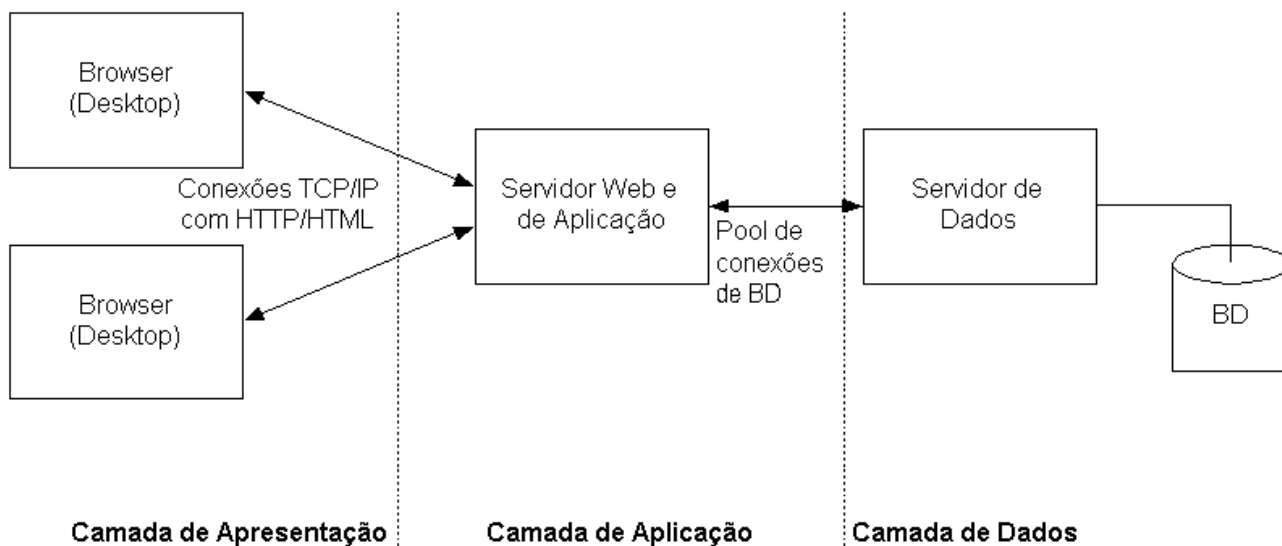 Browser
(Desktop)
Conexões TCP/IP
com HTTP/HTML
Browser
(Desktop)
Servidor Web e
de Aplicação
Pool de
conexões
de BD
Servidor de
Dados
BD
Camada de Apresentação
Camada de Aplicação
Camada de Dados